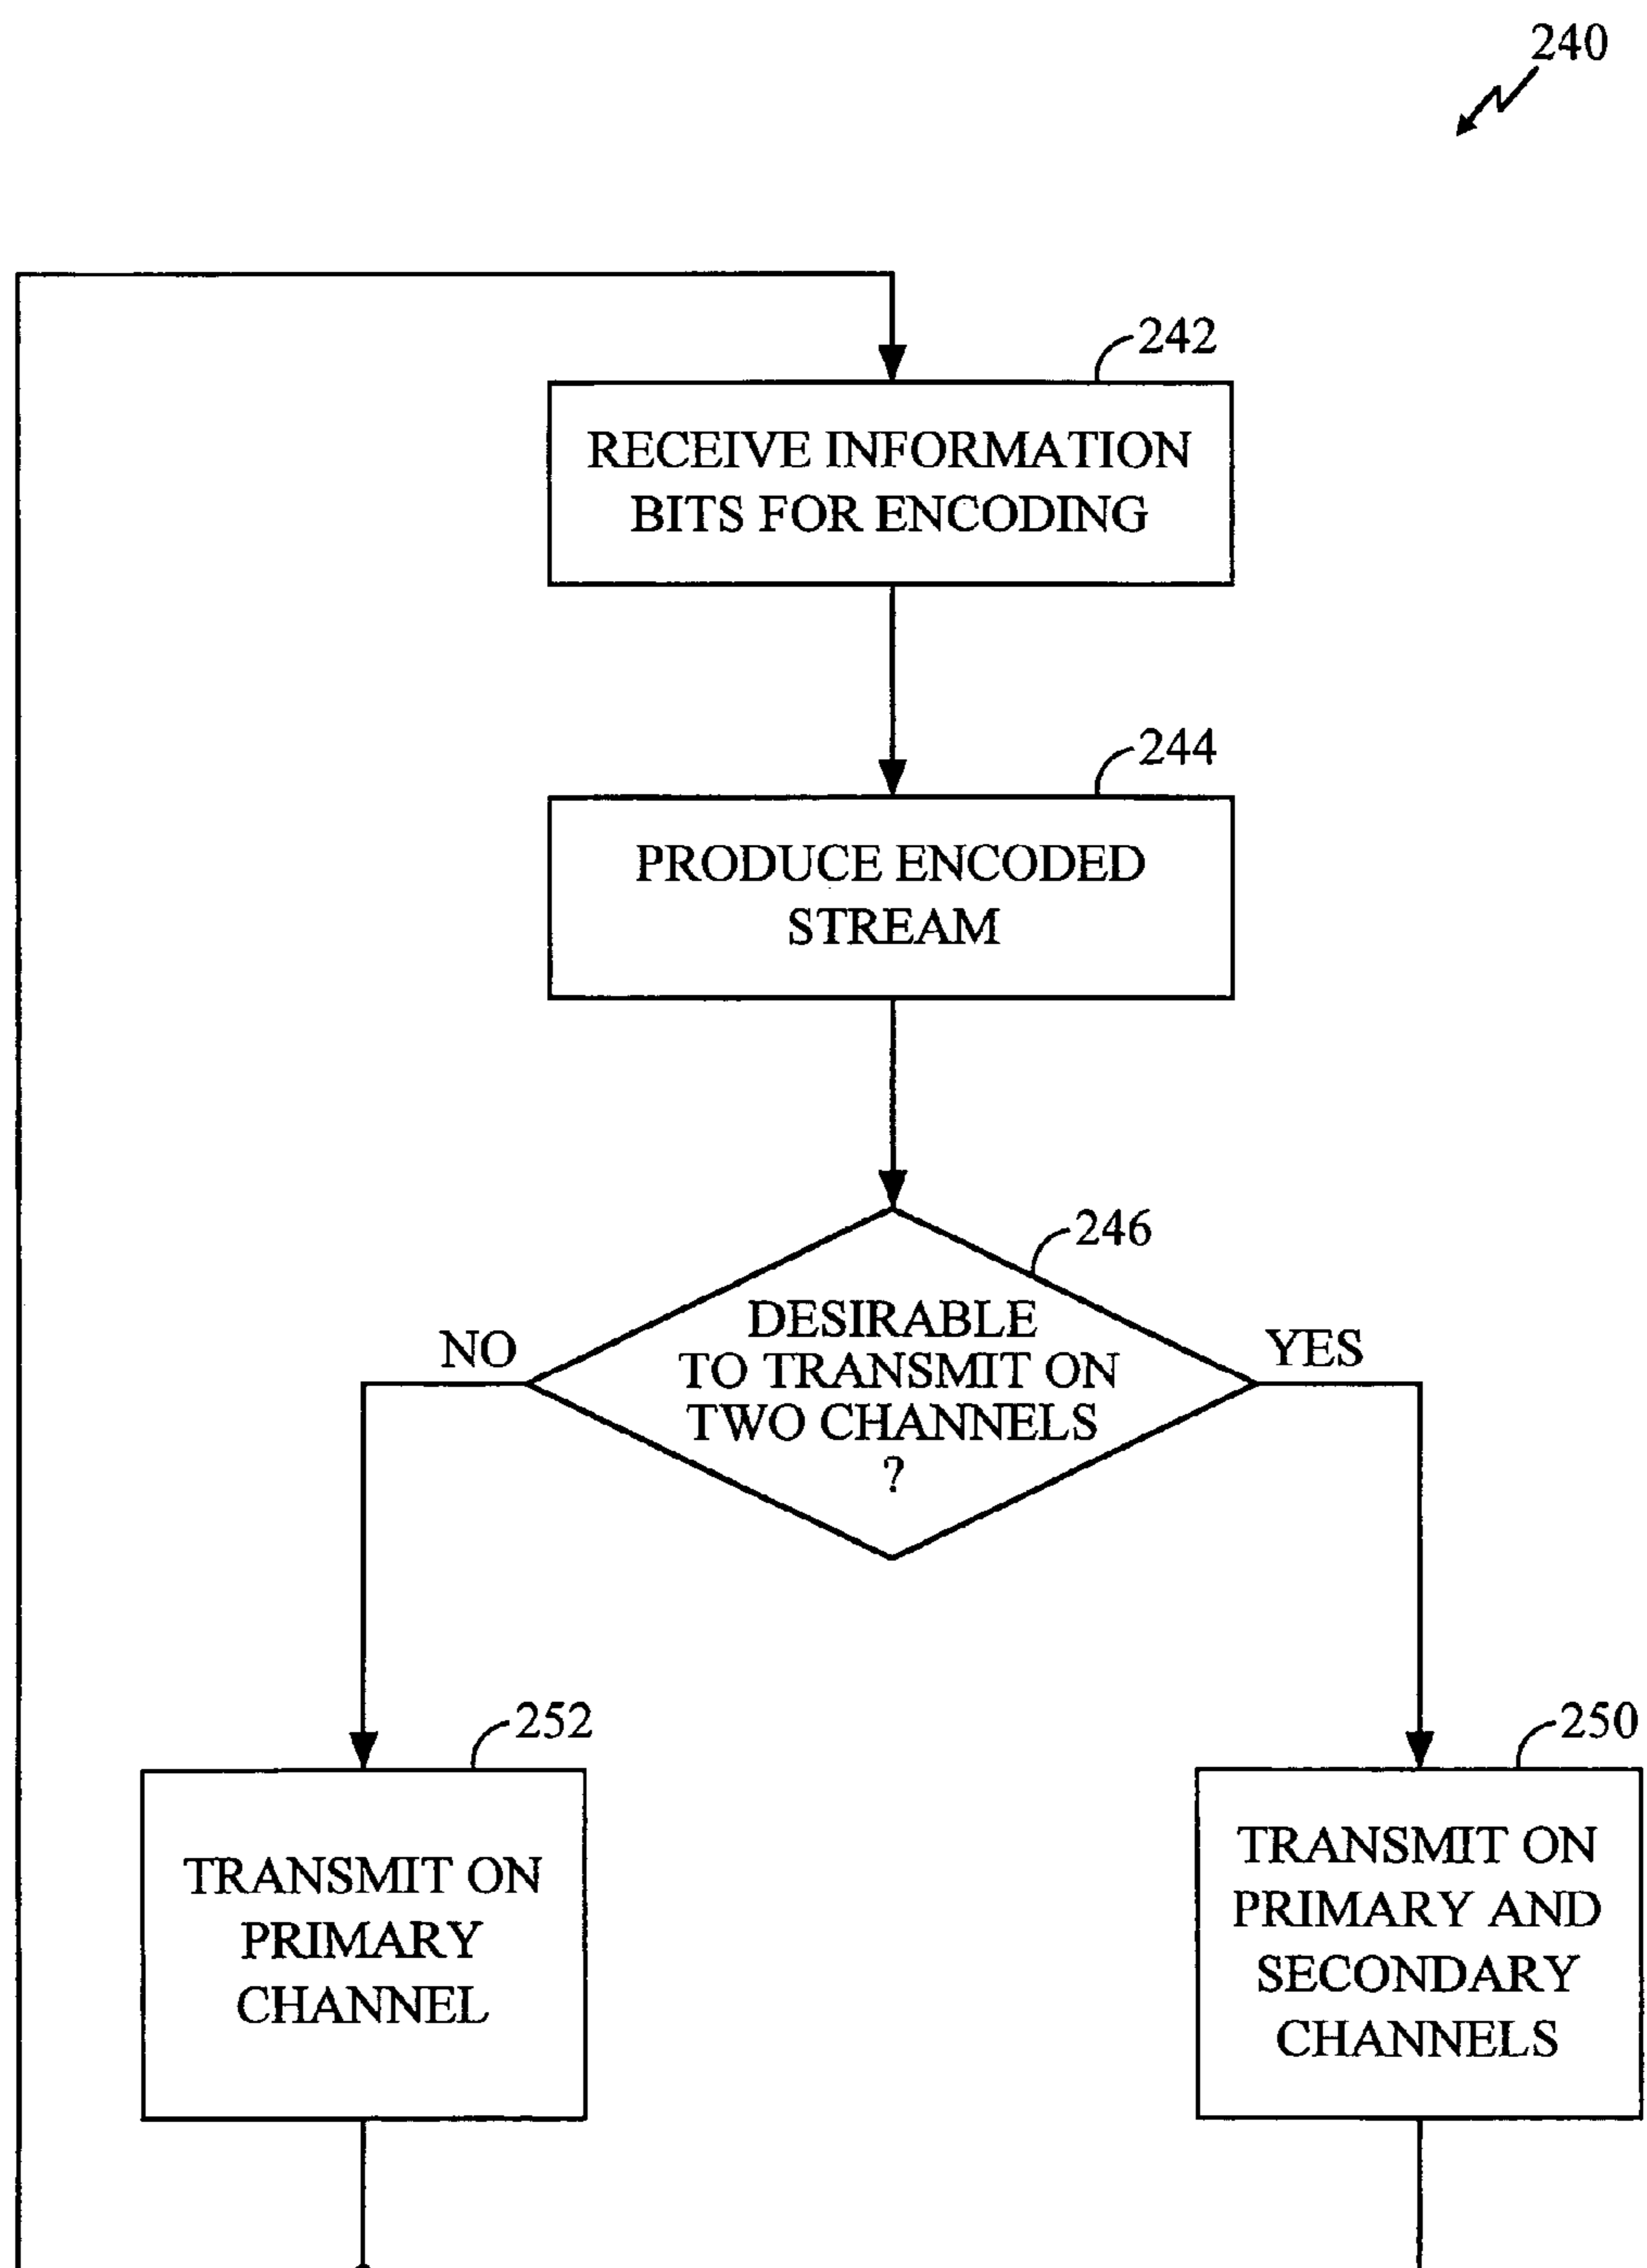 240
242
RECEIVE INFORMATION
BITS FOR ENCODING
244
PRODUCE ENCODED
STREAM
246
DESIRABLE
TO TRANSMIT ON
TWO CHANNELS
?
NO
YES
252
TRANSMIT ON
PRIMARY
CHANNEL
250
TRANSMIT ON
PRIMARY AND
SECONDARY
CHANNELS